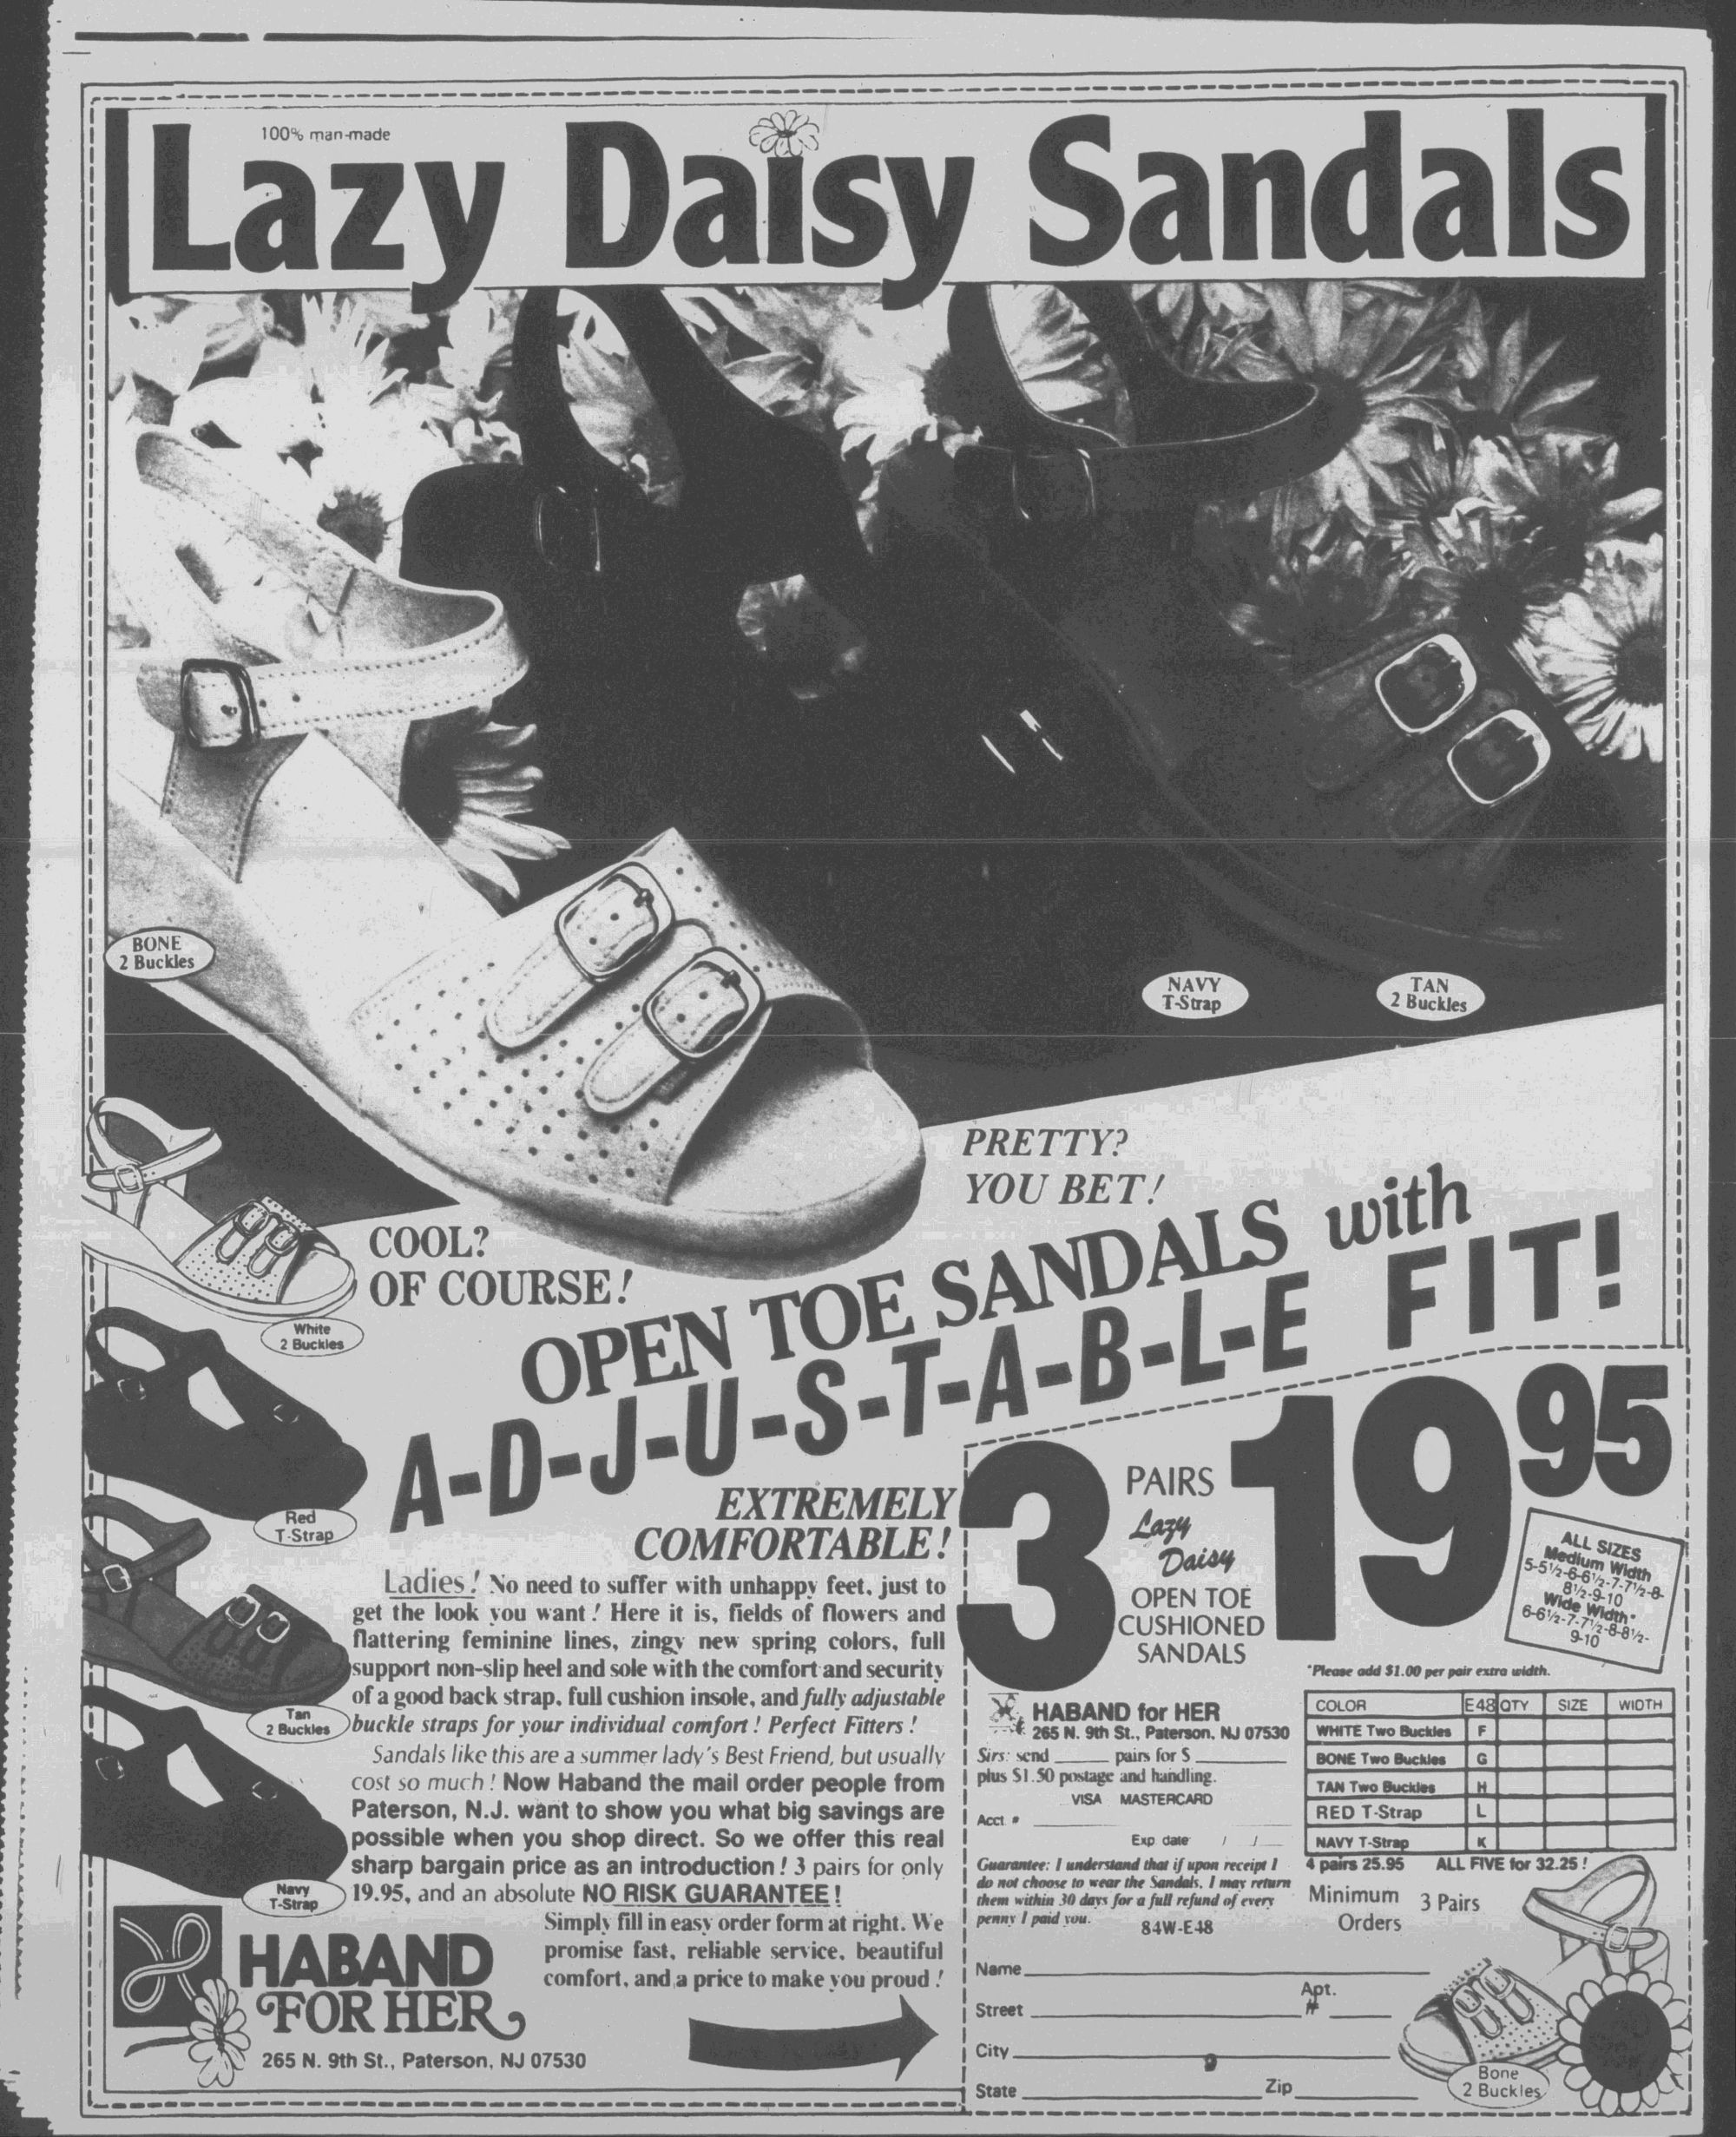 100% man-made
Lazy Daisy Sandals
BONE
2 Buckles
NAVY
T-Strap
TAN
2 Buckles
PRETTY?
YOU BET!
COOL?
OF COURSE!
White
2 Buckles
OPEN TOE SANDALS with
A-D-J-U-S-T-A-B-L-E FIT!
Red
T-Strap
Tan
2 Buckles
Navy
T-Strap
EXTREMELY
COMFORTABLE!
Ladies! No need to suffer with unhappy feet, just to
get the look you want! Here it is, fields of flowers and
flattering feminine lines, zingy new spring colors, full
support non-slip heel and sole with the comfort and security
of a good back strap, full cushion insole, and fully adjustable
buckle straps for your individual comfort! Perfect Fitters!
Sandals like this are a summer lady's Best Friend, but usually
cost so much! Now Haband the mail order people from
Paterson, N.J. want to show you what big savings are
possible when you shop direct. So we offer this real
sharp bargain price as an introduction! 3 pairs for only
19.95, and an absolute NO RISK GUARANTEE!
Simply fill in easy order form at right. We
promise fast, reliable service, beautiful
comfort, and a price to make you proud!
HABAND
FOR HER
265 N. 9th St., Paterson, NJ 07530
3 PAIRS 19 95
Lazy
Daisy
OPEN TOE
CUSHIONED
SANDALS
ALL SIZES
Medium Width
5-5½-6-6½-7-7½-8-
8½-9-10
Wide Width*
6-6½-7-7½-8-8½-
9-10
*Please add $1.00 per pair extra width.
HABAND for HER
265 N. 9th St., Paterson, NJ 07530
Sirs: send ____ pairs for $ ____
plus $1.50 postage and handling.
VISA MASTERCARD
Acct #
Exp date / /
Guarantee: I understand that if upon receipt I
do not choose to wear the Sandals, I may return
them within 30 days for a full refund of every
penny I paid you.
84W-E48
COLOR E48 QTY SIZE WIDTH
WHITE Two Buckles F
BONE Two Buckles G
TAN Two Buckles H
RED T-Strap L
NAVY T-Strap K
4 pairs 25.95 ALL FIVE for 32.25!
Minimum 3 Pairs
Orders
Name
Street Apt. #
City
State Zip
Bone
2 Buckles